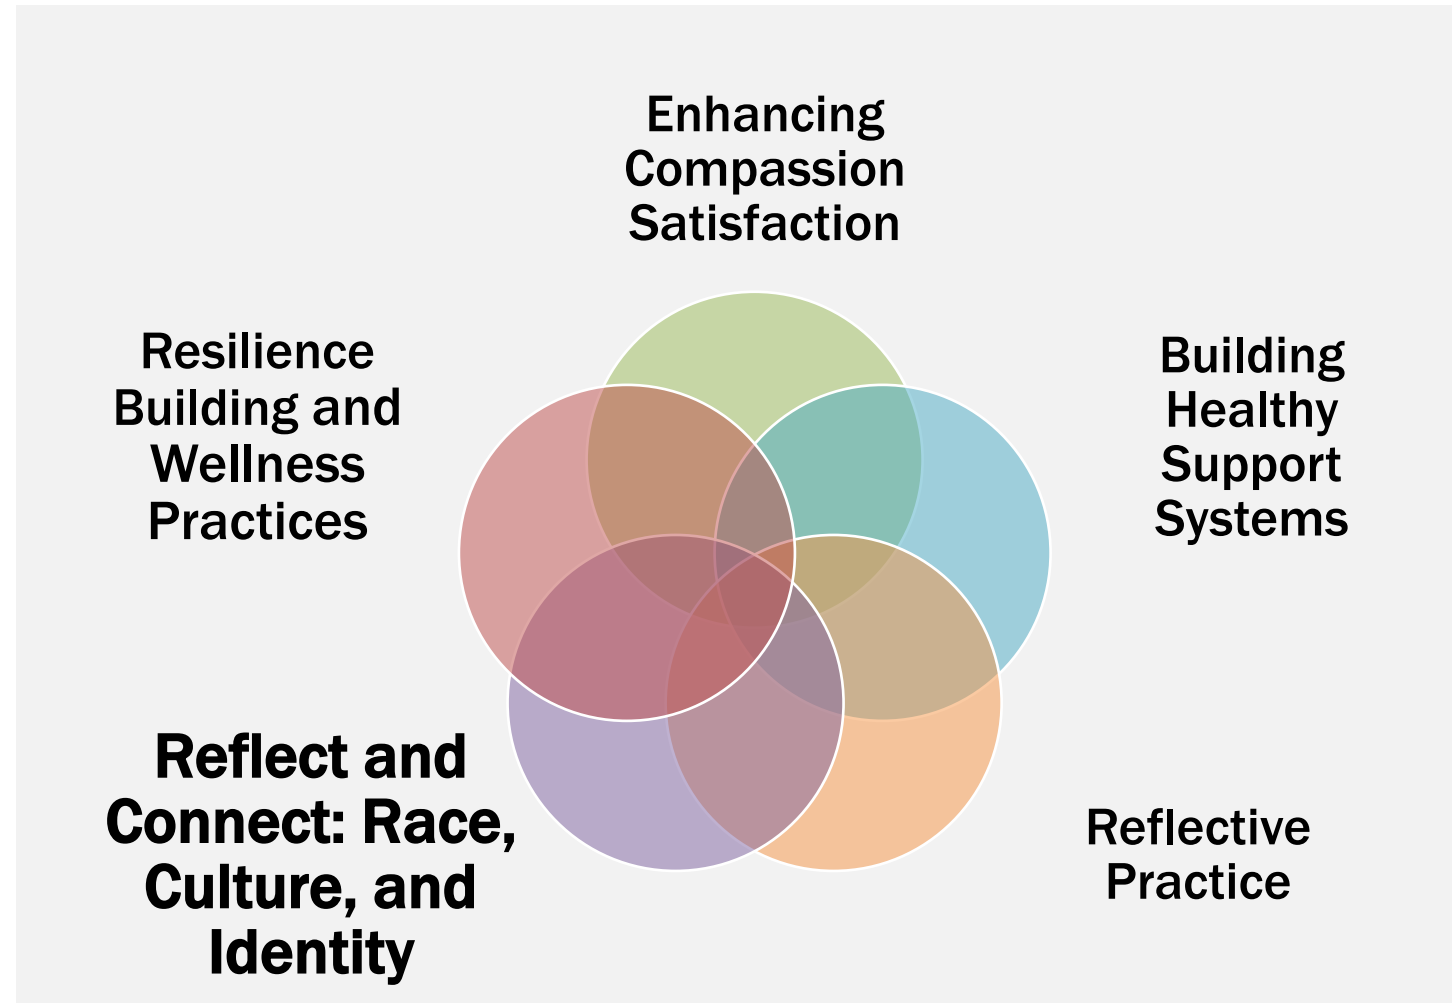 Enhancing
Compassion
Satisfaction
Resilience
Building and
Wellness
Practices
Building
Healthy
Support
Systems
Reflect and
Connect: Race,
Culture, and
Identity
Reflective
Practice